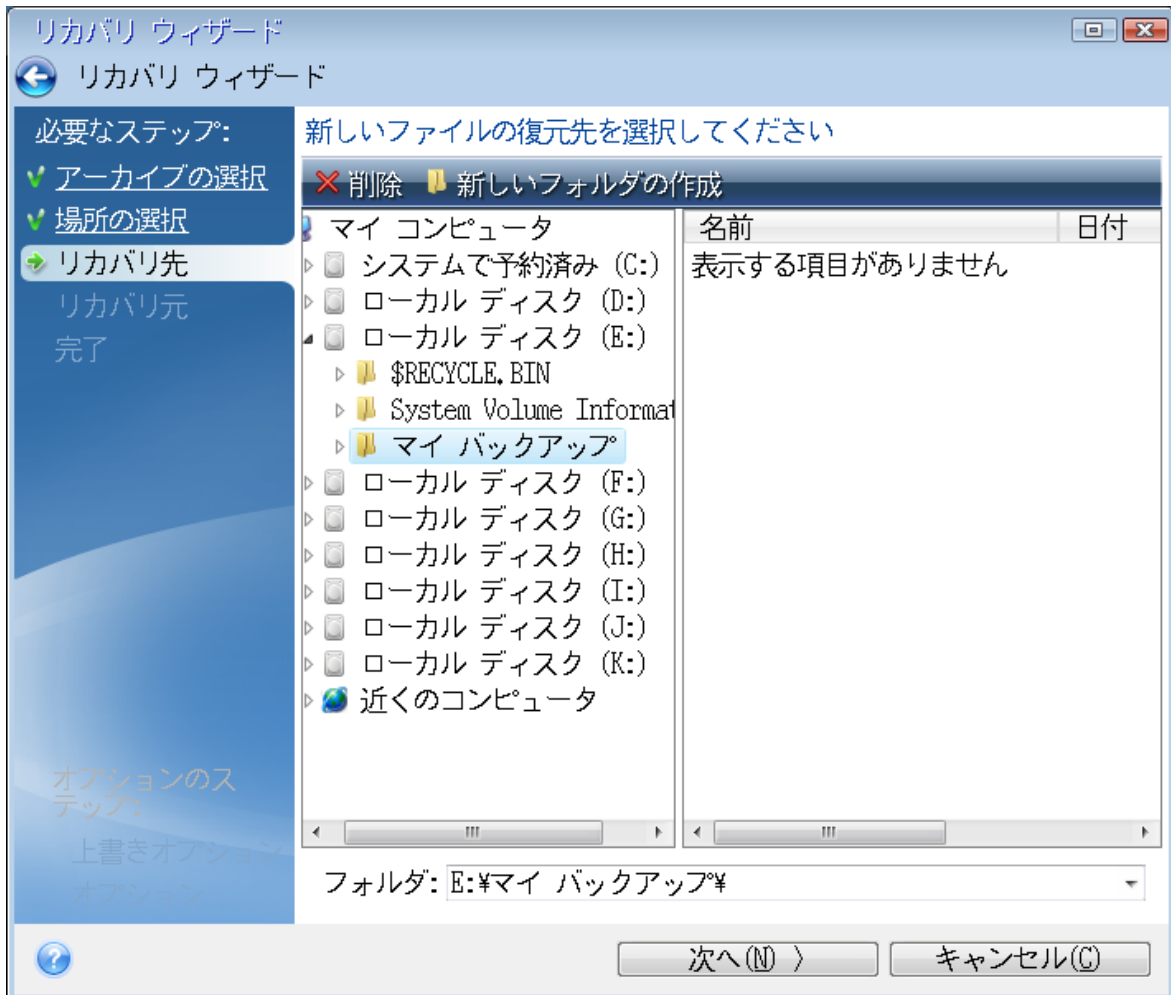 リカバリ ウィザード
リカバリ ウィザード
必要なステップ:
アーカイブの選択
場所の選択
リカバリ先
リカバリ元
完了
オプションのス
テップ:
上書きオプション
オプション
新しいファイルの復元先を選択してください
削除 新しいフォルダの作成
マイ コンピュータ
システムで予約済み (C:)
ローカル ディスク (D:)
ローカル ディスク (E:)
$RECYCLE.BIN
System Volume Informat
マイ バックアップ
ローカル ディスク (F:)
ローカル ディスク (G:)
ローカル ディスク (H:)
ローカル ディスク (I:)
ローカル ディスク (J:)
ローカル ディスク (K:)
近くのコンピュータ
名前 日付
表示する項目がありません
フォルダ: E:¥マイ バックアップ¥
次へ(N) 〉 キャンセル(C)